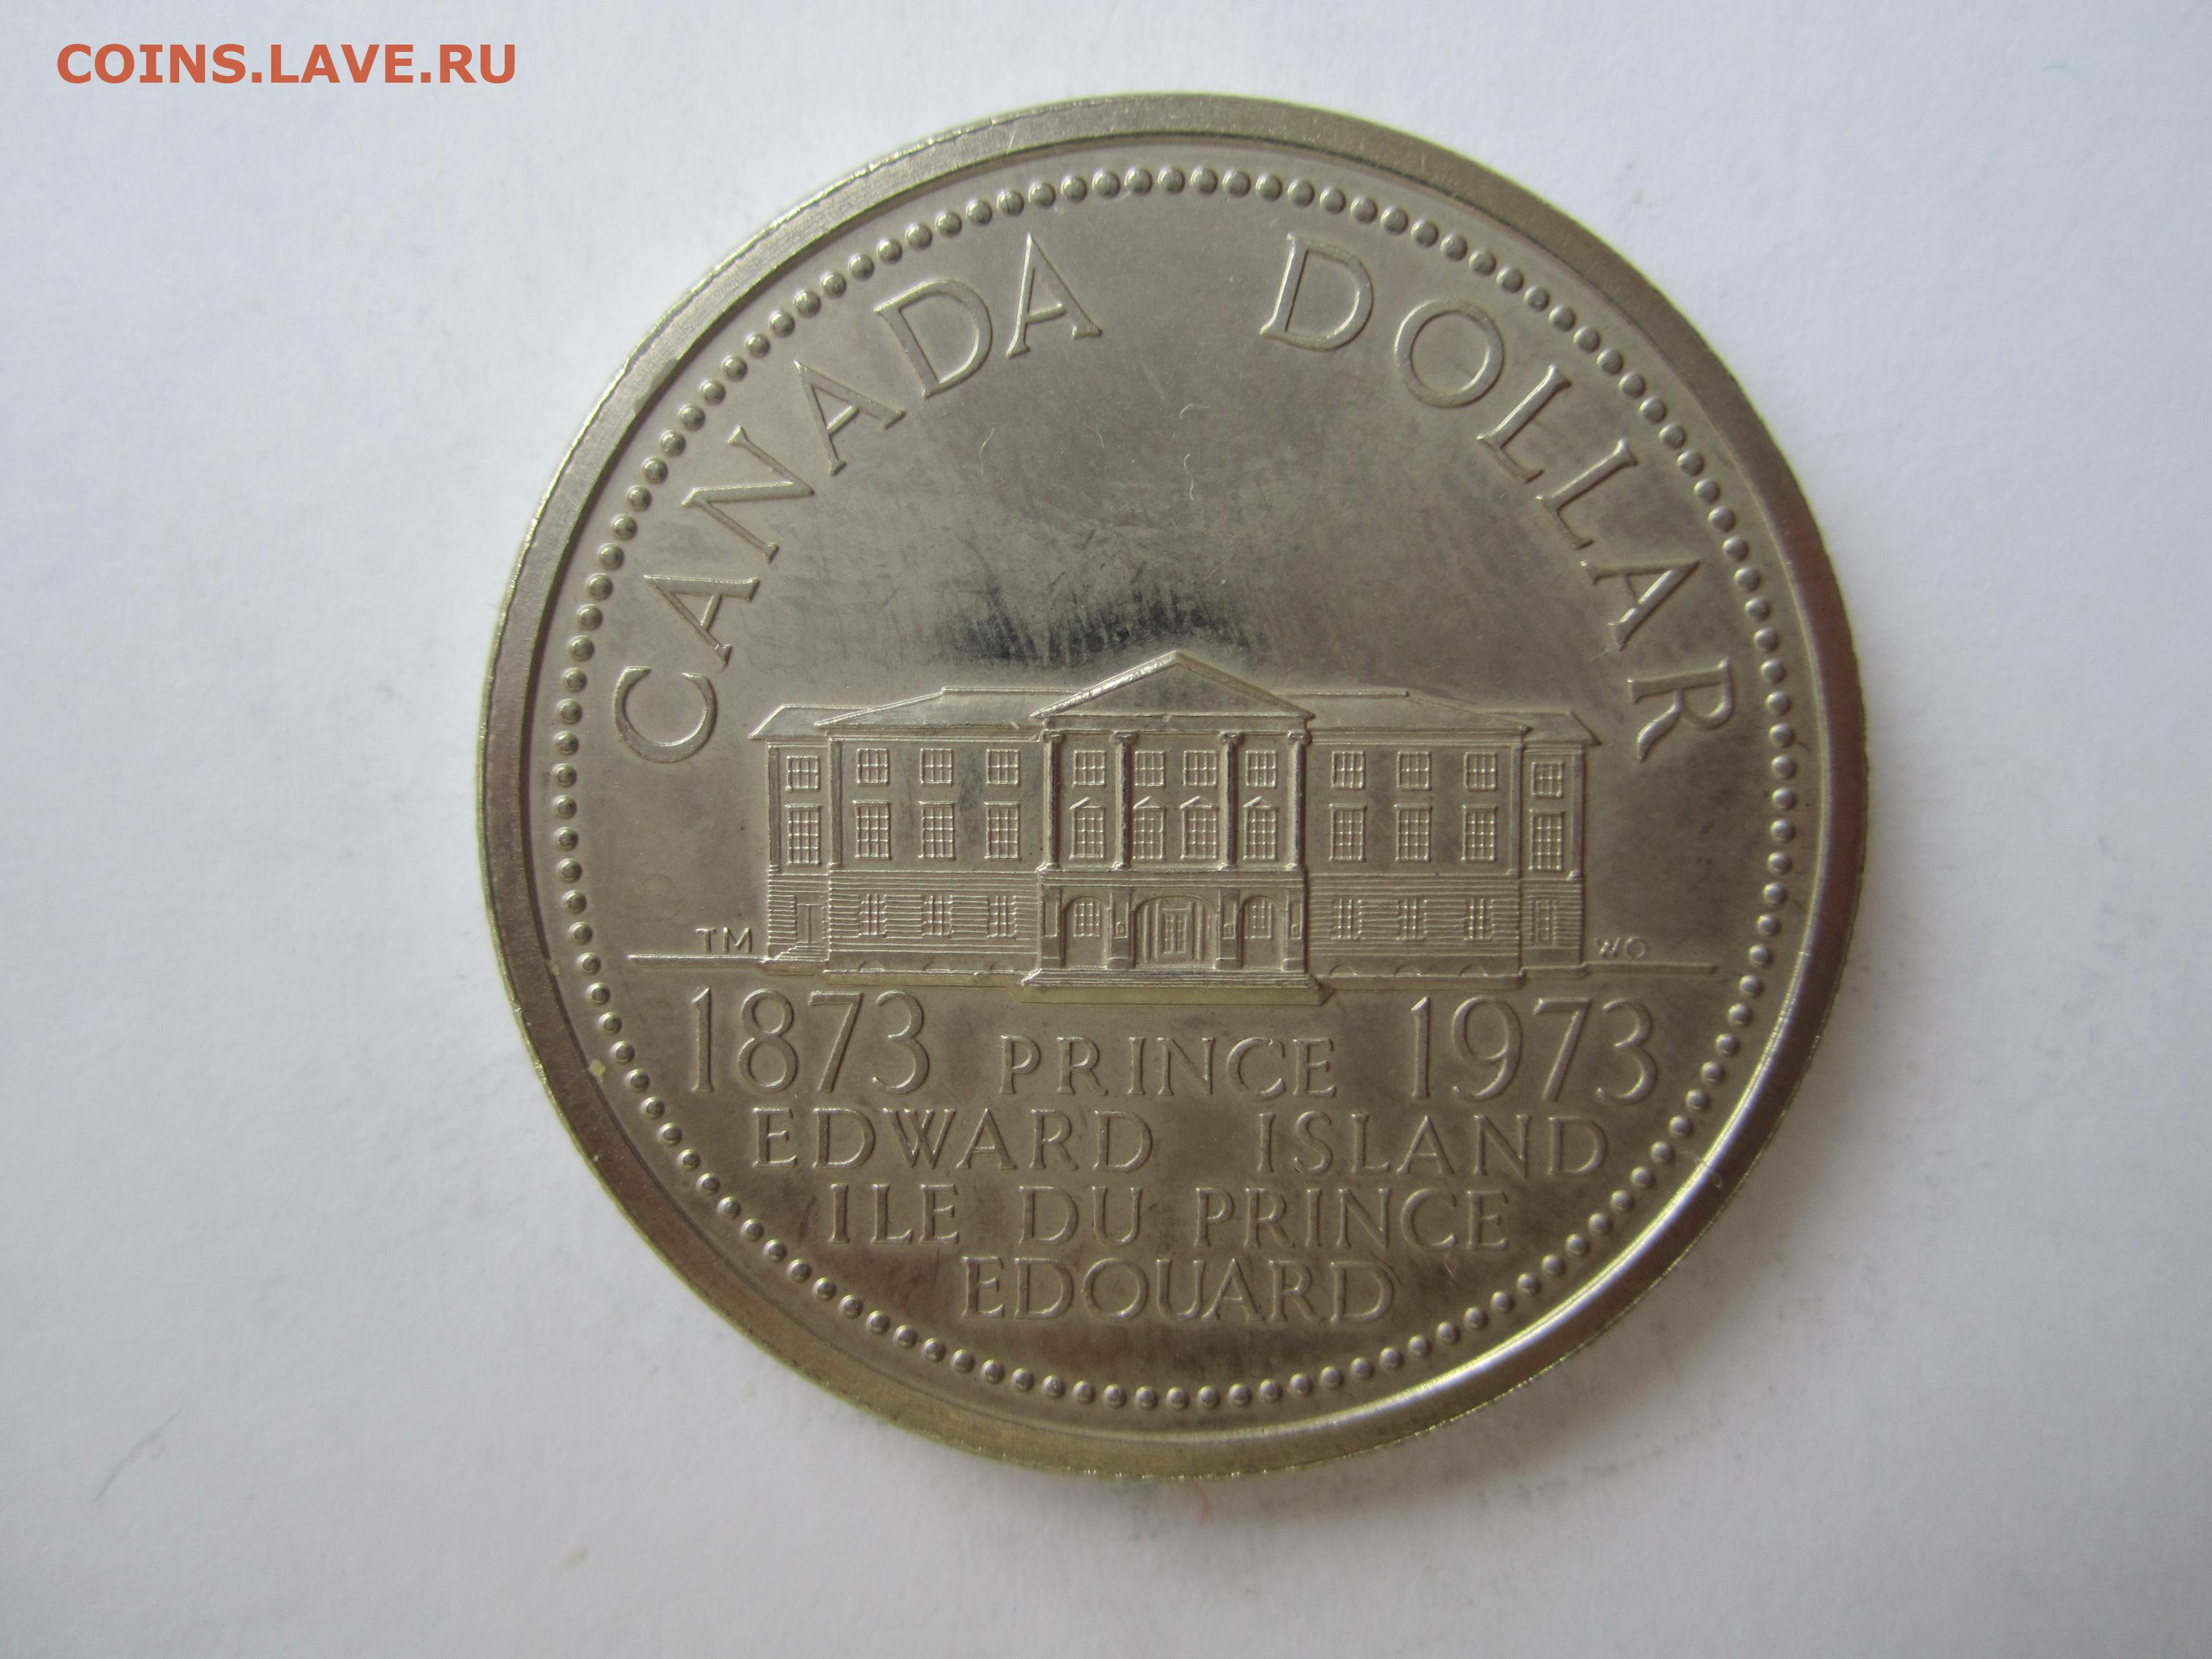 COINS.LAVE.RU
CANADA DOLLAR
TM WO
1873 PRINCE 1973
EDWARD ISLAND
ILE DU PRINCE
EDOUARD